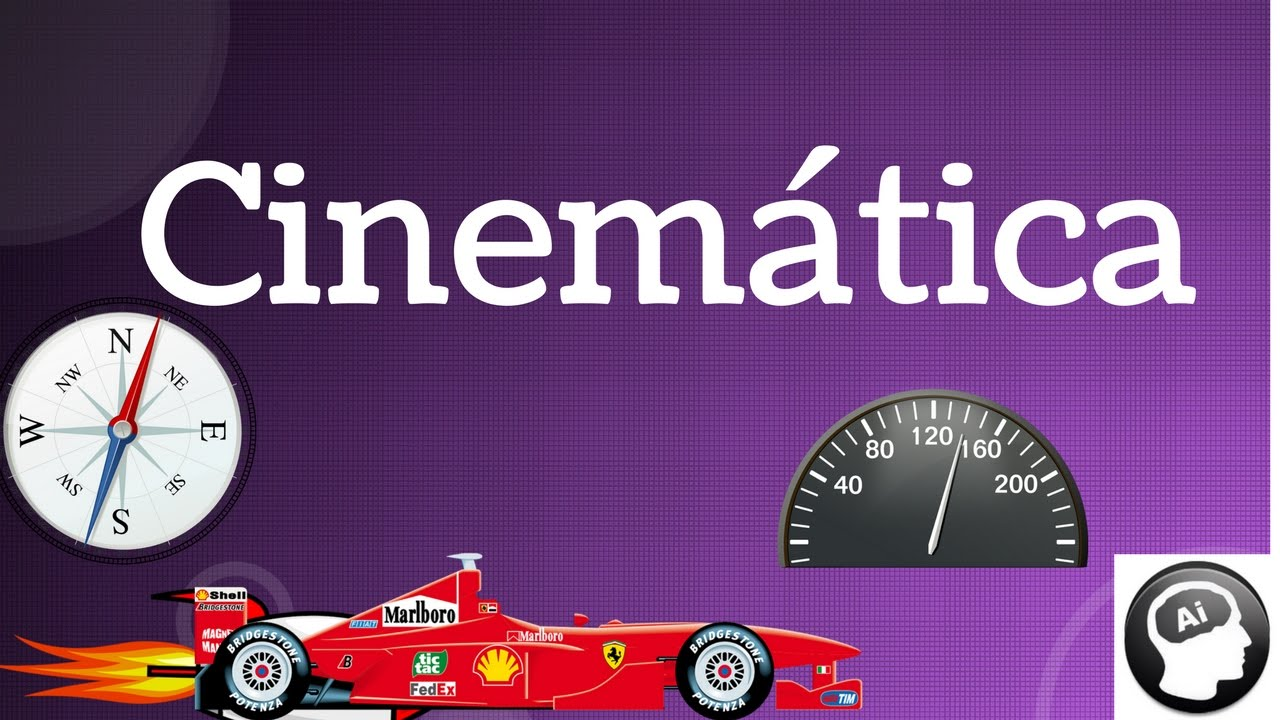 Cinemática
N
NW
NE
W
E
SW
SE
S
40
80
120
160
200
Shell
BRIDGESTONE
Marlboro
FIAT
Marlboro
BRIDGESTONE
POTENZA
BRIDGESTONE
POTENZA
B
tic
tac
FedEx
TIM
Ai